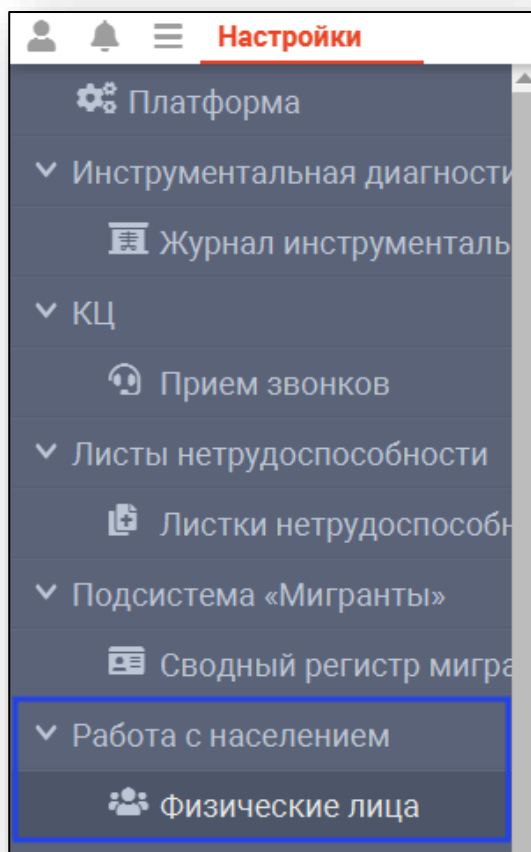 Настройки
Платформа
Инструментальная диагности
Журнал инструменталь
КЦ
Прием звонков
Листы нетрудоспособности
Листки нетрудоспособн
Подсистема «Мигранты»
Сводный регистр мигра
Работа с населением
Физические лица